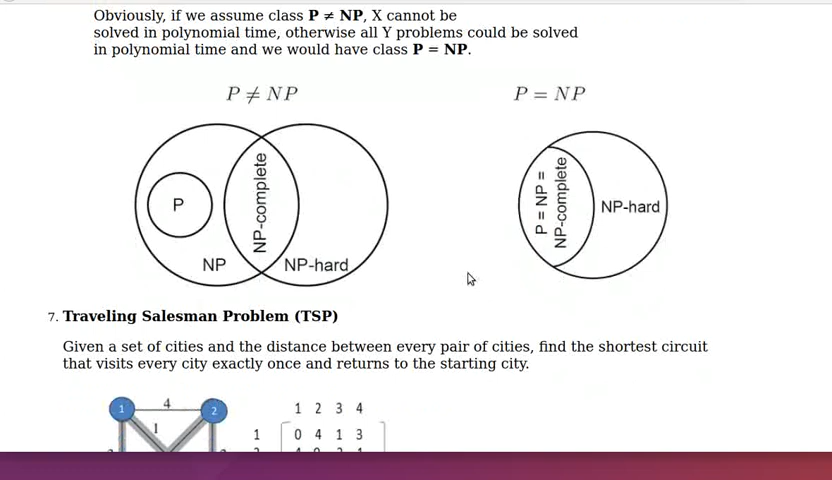 Obviously, if we assume class P ≠ NP, X cannot be
solved in polynomial time, otherwise all Y problems could be solved
in polynomial time and we would have class P = NP.
P ≠ NP
P = NP
P
NP
NP-complete
NP-hard
P = NP =
NP-complete
NP-hard
7. Traveling Salesman Problem (TSP)
Given a set of cities and the distance between every pair of cities, find the shortest circuit
that visits every city exactly once and returns to the starting city.
1 4 2
1
1 2 3 4
1 0 4 1 3